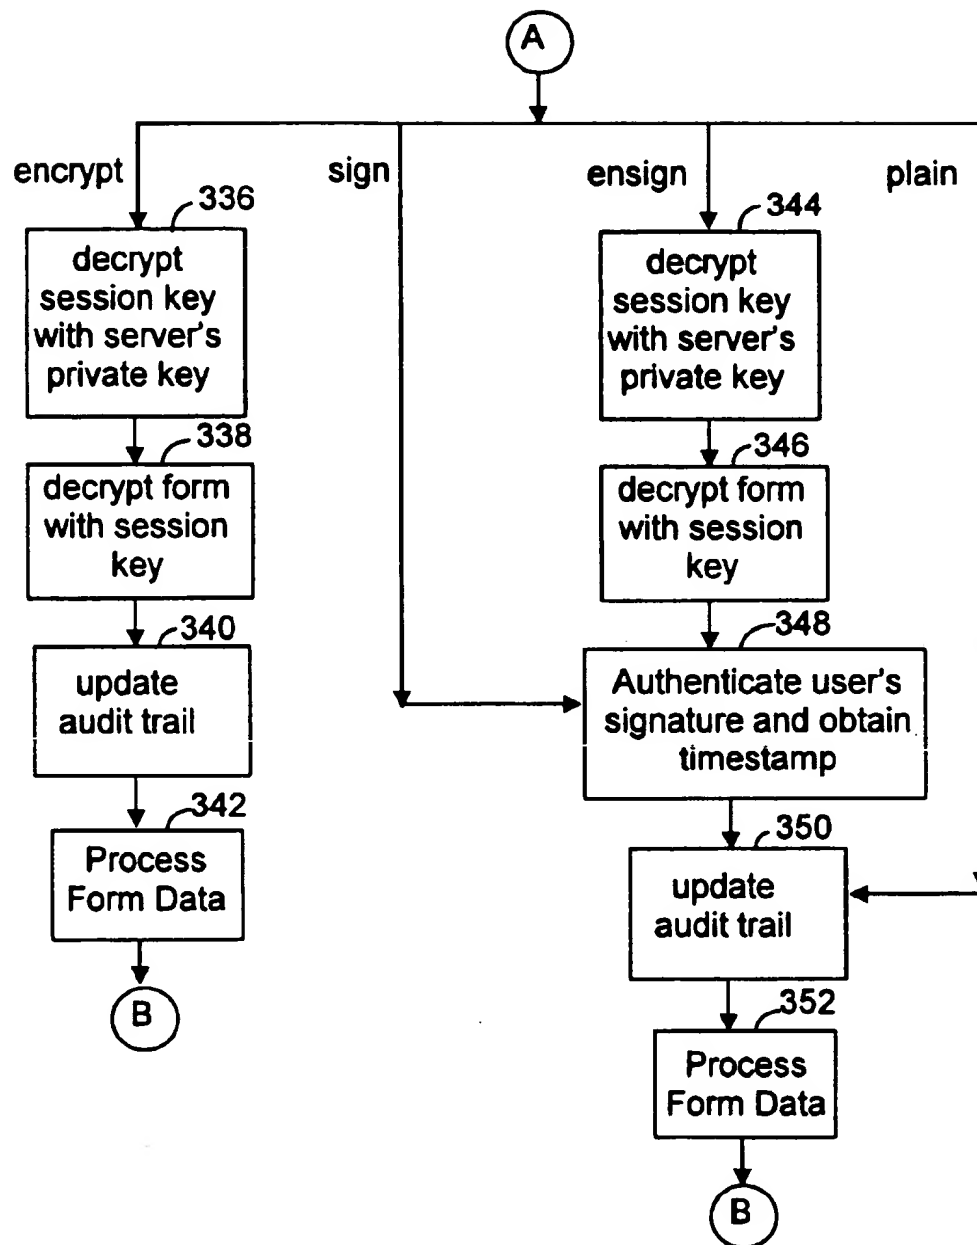 A
encrypt
sign
ensign
plain
336
decrypt
session key
with server's
private key
338
decrypt form
with session
key
340
update
audit trail
342
Process
Form Data
B
344
decrypt
session key
with server's
private key
346
decrypt form
with session
key
348
Authenticate user's
signature and obtain
timestamp
350
update
audit trail
352
Process
Form Data
B